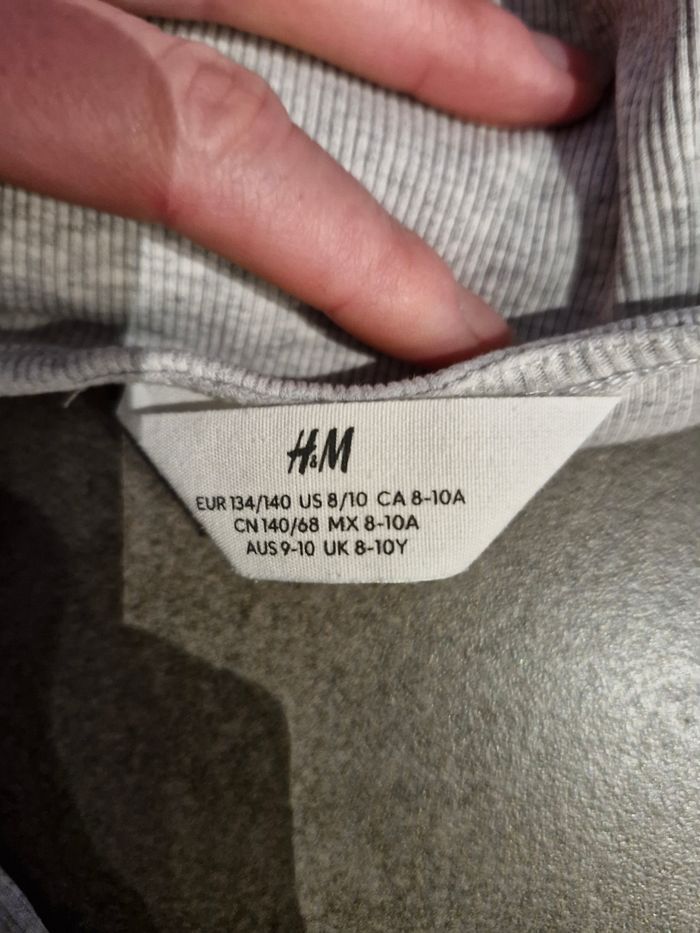 H&M
EUR 134/140 US 8/10 CA 8-10A
CN 140/68 MX 8-10A
AUS 9-10 UK 8-10Y